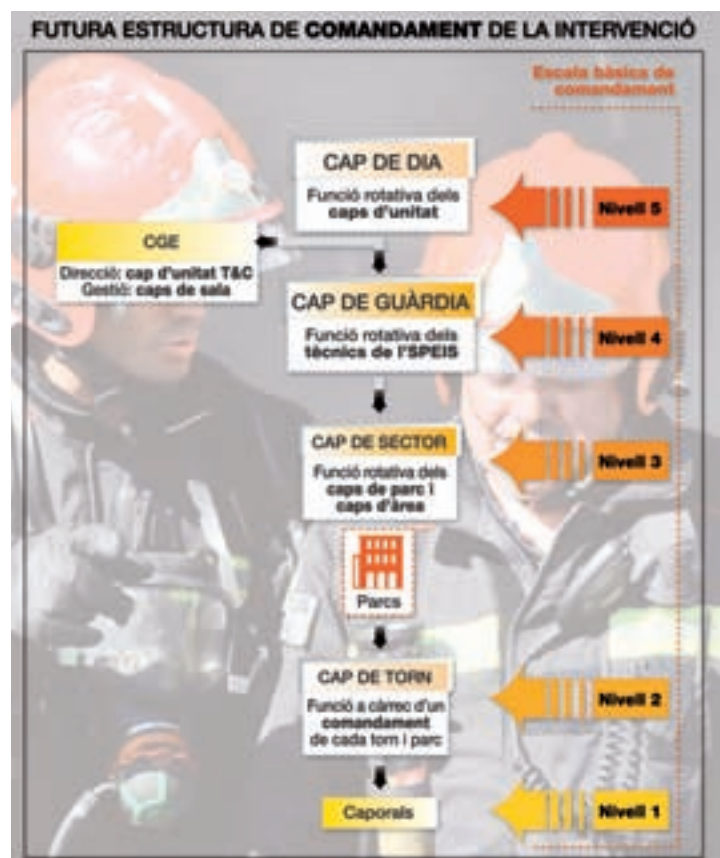 FUTURA ESTRUCTURA DE COMANDAMENT DE LA INTERVENCIÓ
Escala bàsica de
comandament
CAP DE DIA
Funció rotativa dels
caps d'unitat
Nivell 5
CGE
Direcció: cap d'unitat T&C
Gestió: caps de sala
CAP DE GUÀRDIA
Funció rotativa dels
tècnics de l'SPEIS
Nivell 4
CAP DE SECTOR
Funció rotativa dels
caps de parc i
caps d'àrea
Nivell 3
Parcs
CAP DE TORN
Funció a càrrec d'un
comandament
de cada torn i parc
Nivell 2
Caporals
Nivell 1